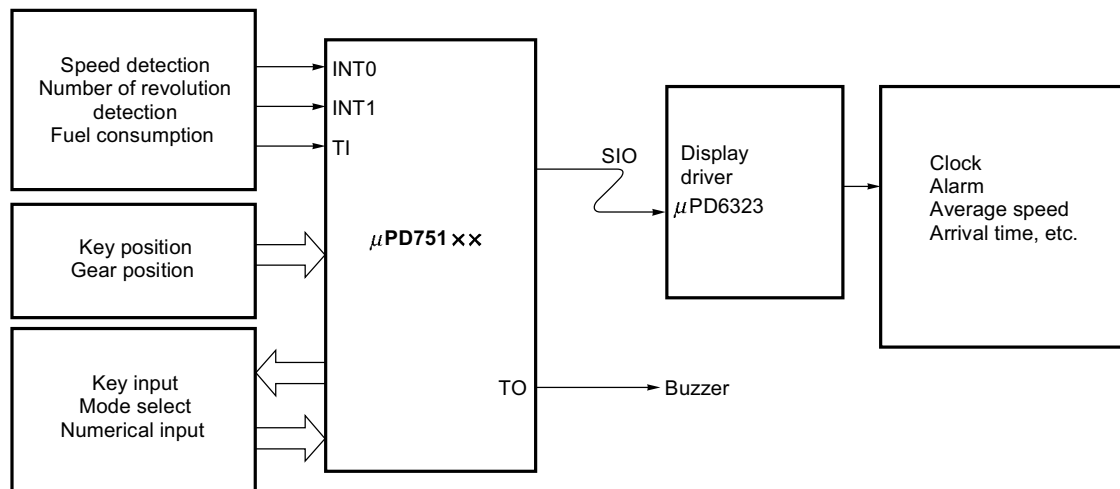 Speed detection
Number of revolution
detection
Fuel consumption
INT0
INT1
TI
Key position
Gear position
Key input
Mode select
Numerical input
μPD751××
TO
SIO
Display
driver
μPD6323
Clock
Alarm
Average speed
Arrival time, etc.
Buzzer